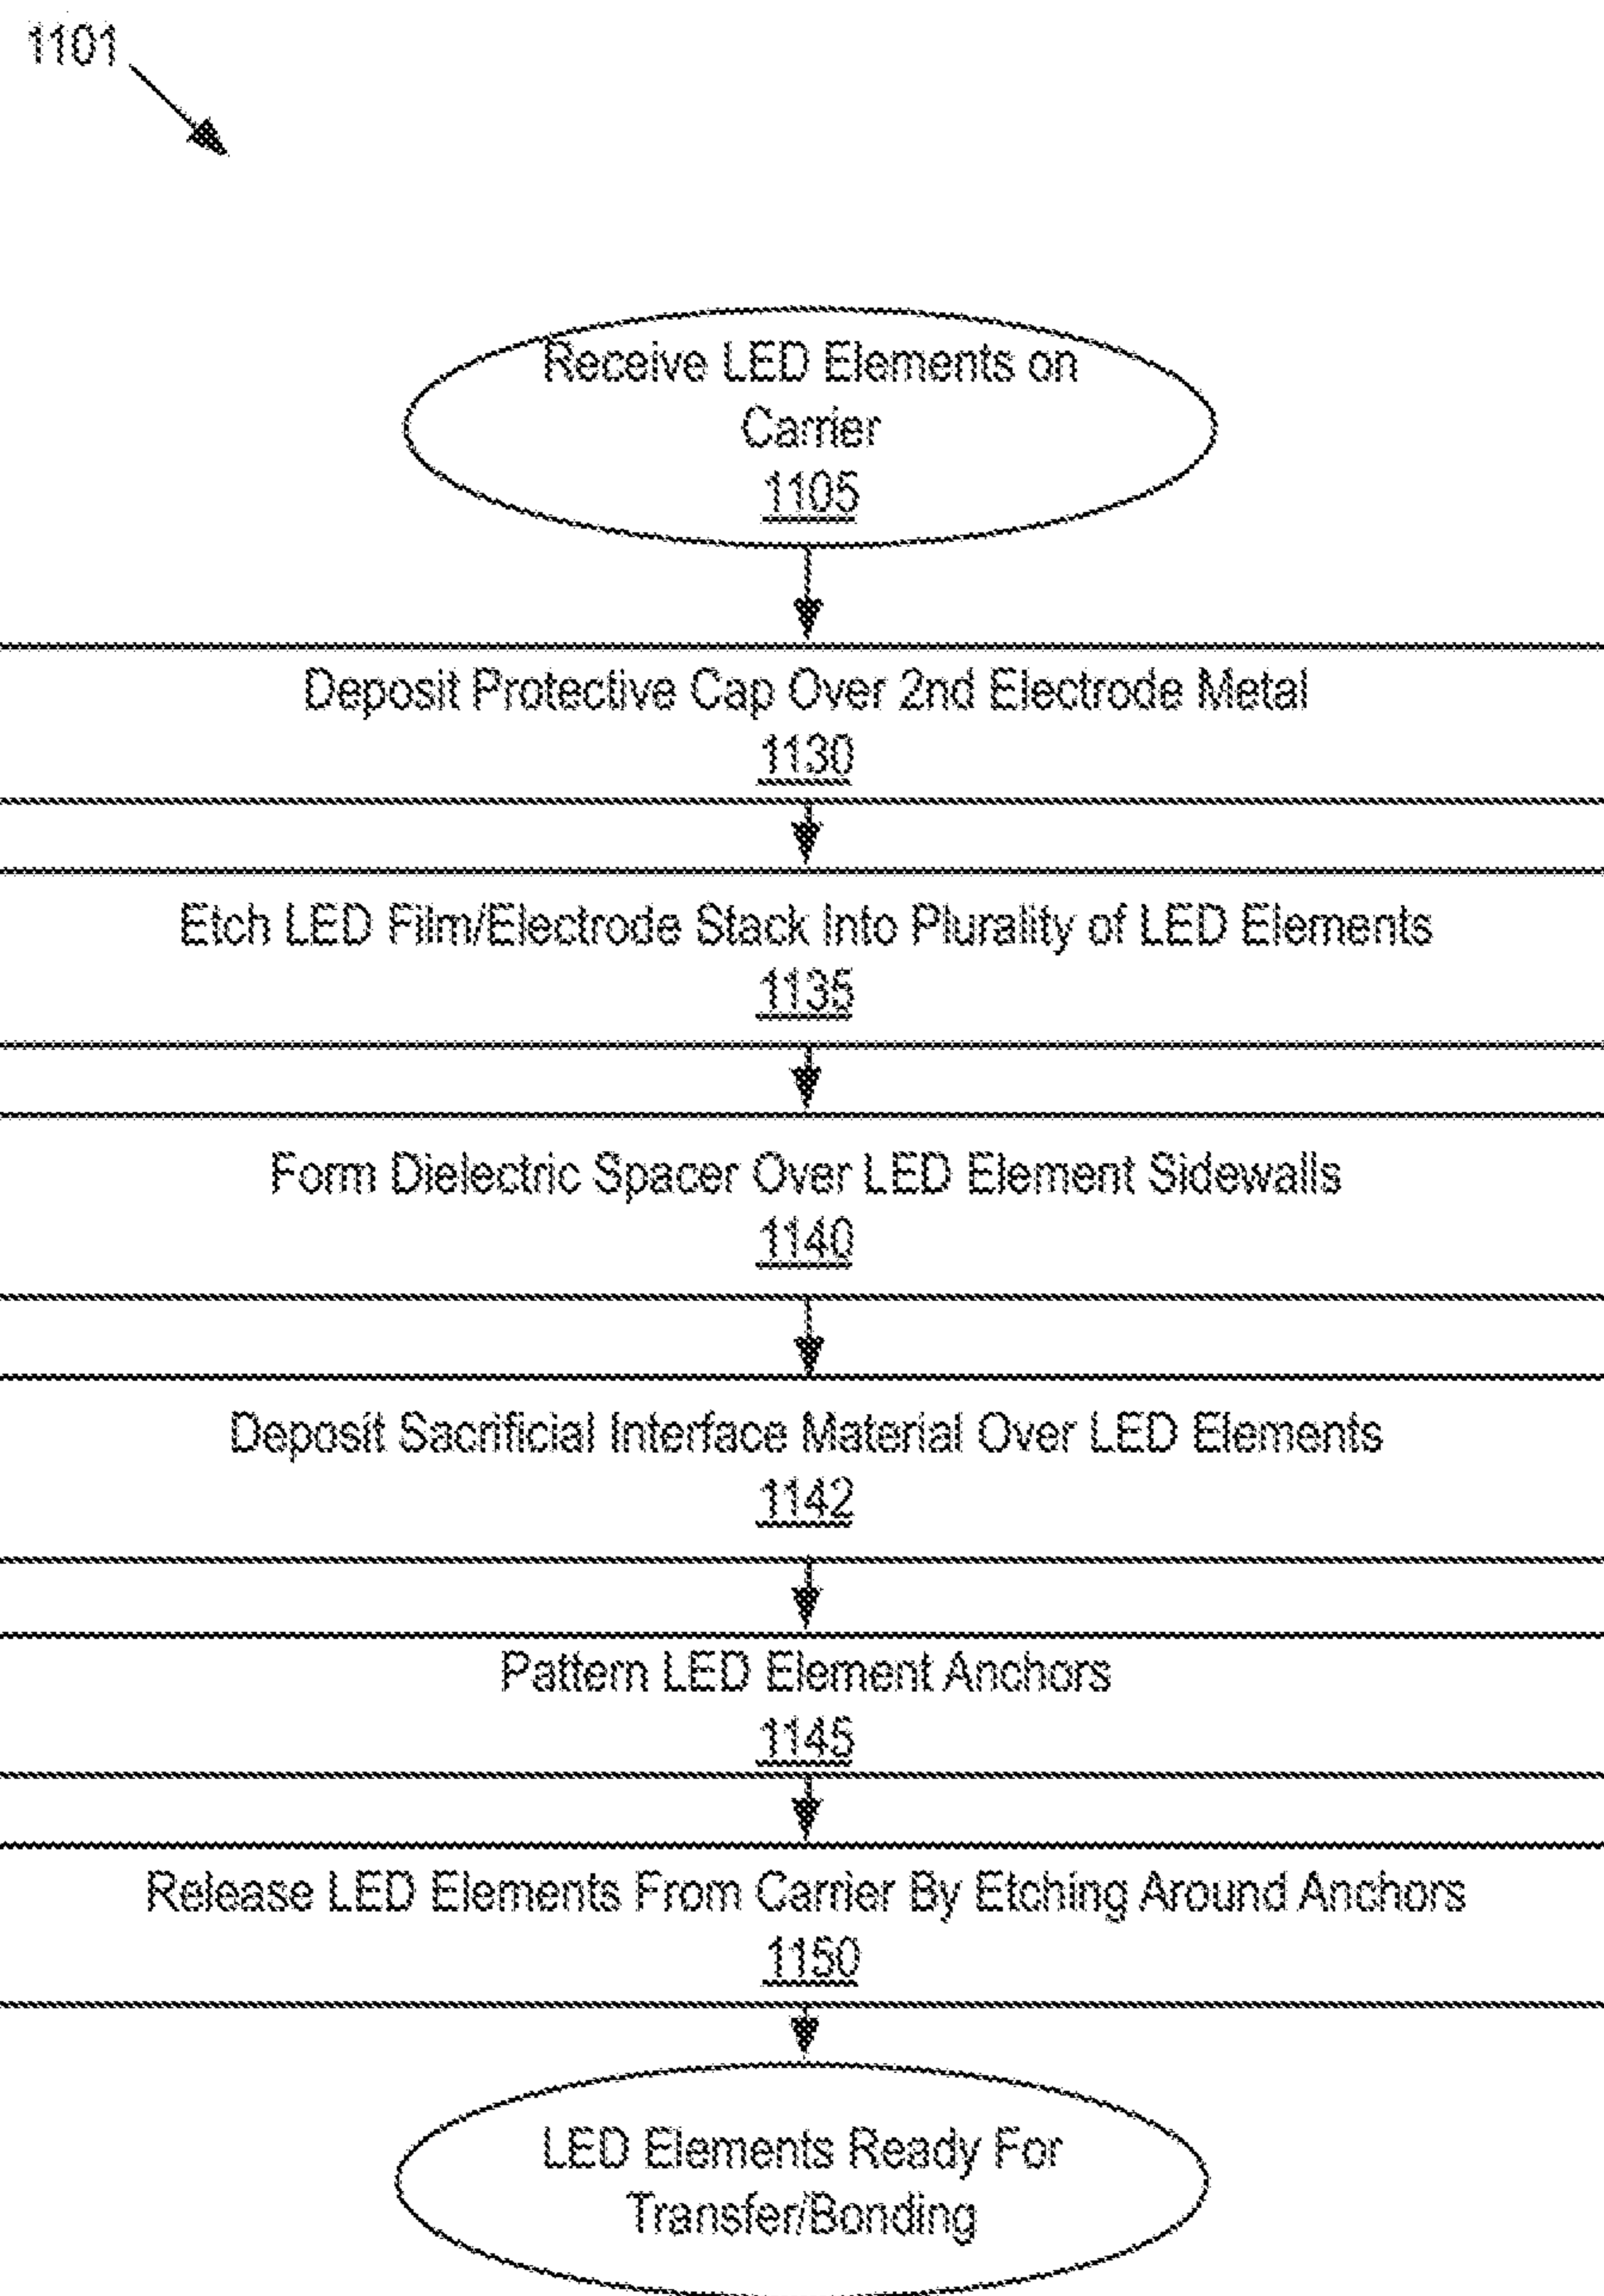 1101
Receive LED Elements on
Carrier
1105
Deposit Protective Cap Over 2nd Electrode Metal
1130
Etch LED Film/Electrode Stack Into Plurality of LED Elements
1135
Form Dielectric Spacer Over LED Element Sidewalls
1140
Deposit Sacrificial Interface Material Over LED Elements
1142
Pattern LED Element Anchors
1145
Release LED Elements From Carrier By Etching Around Anchors
1150
LED Elements Ready For
Transfer/Bonding